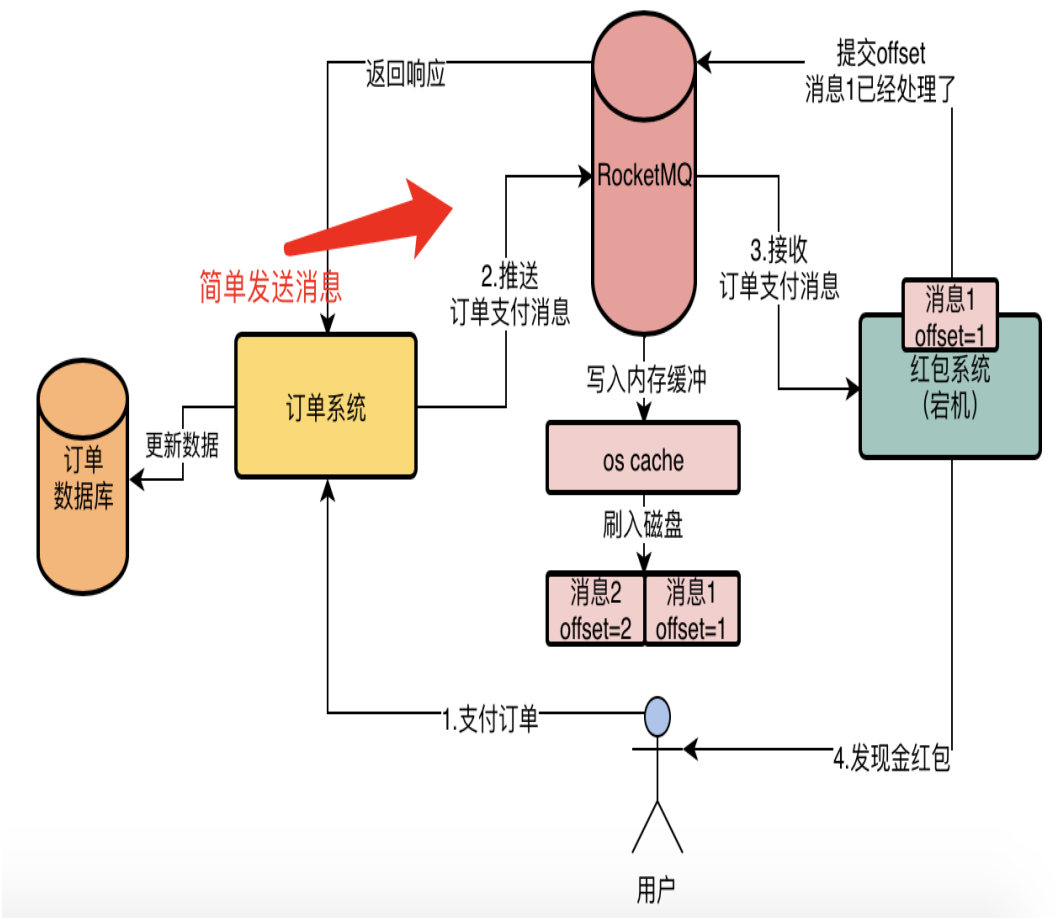 提交offset
消息1已经处理了
返回响应
RocketMQ
简单发送消息
2.推送
订单支付消息
3.接收
订单支付消息
消息1
offset=1
红包系统
（宕机）
订单系统
更新数据
订单
数据库
写入内存缓冲
os cache
刷入磁盘
消息2
offset=2
消息1
offset=1
1.支付订单
4.发现金红包
用户